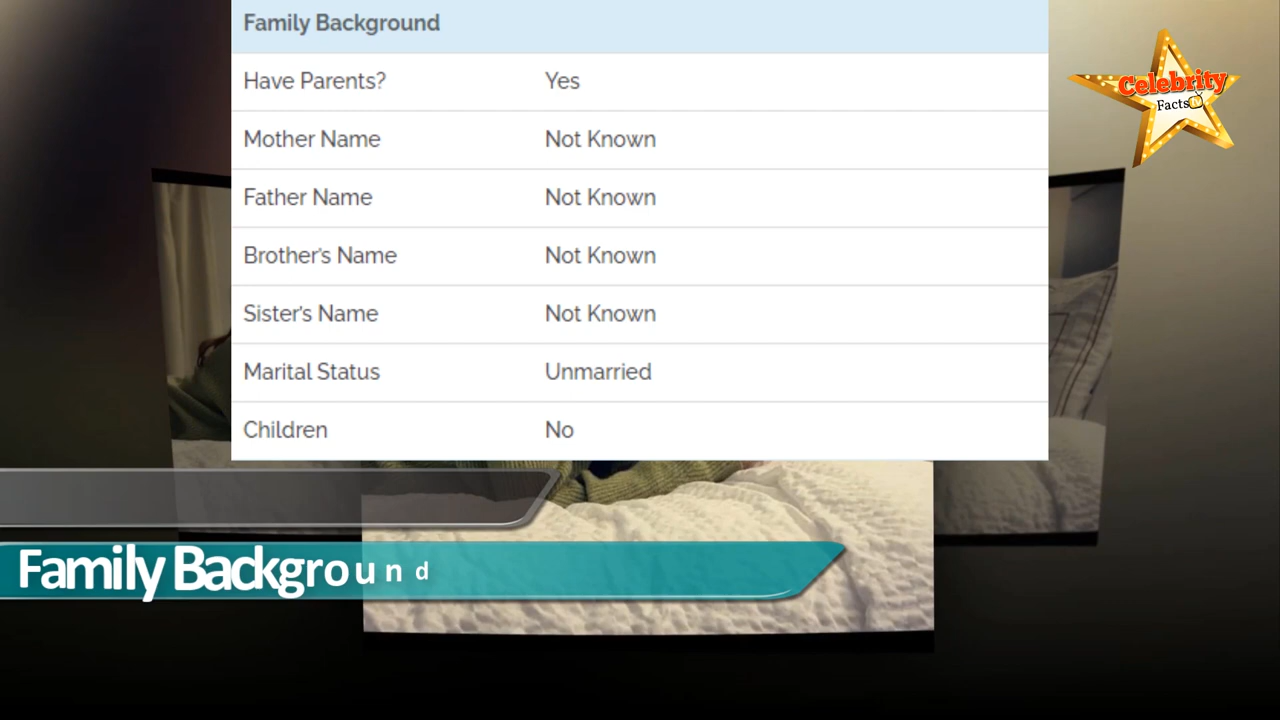 Family Background
Have Parents? Yes
Mother Name Not Known
Father Name Not Known
Brother's Name Not Known
Sister's Name Not Known
Marital Status Unmarried
Children No
Celebrity
Facts TV
Family Background